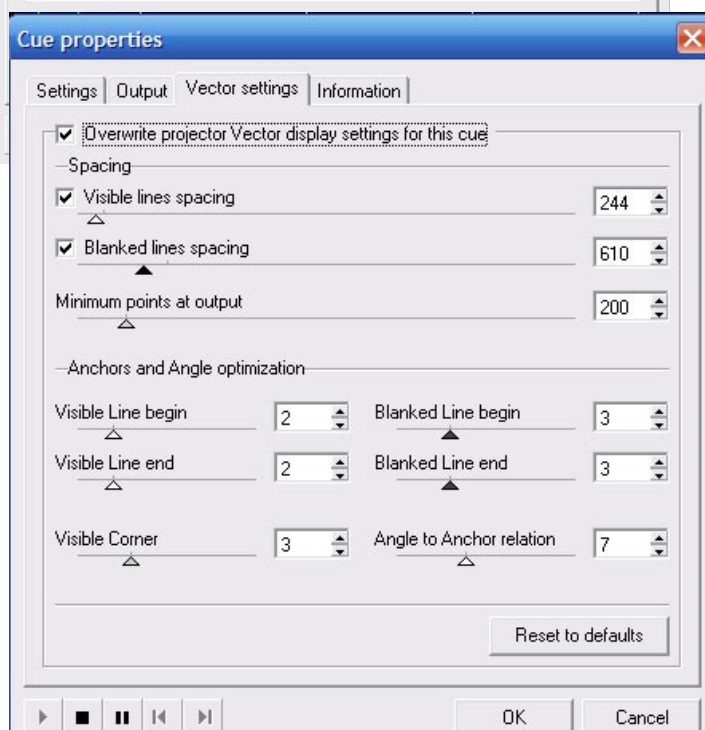 Cue properties
Settings Output Vector settings Information
Overwrite projector Vector display settings for this cue
Spacing
Visible lines spacing 244
Blanked lines spacing 610
Minimum points at output 200
Anchors and Angle optimization
Visible Line begin 2 Blanked Line begin 3
Visible Line end 2 Blanked Line end 3
Visible Corner 3 Angle to Anchor relation 7
Reset to defaults
OK Cancel